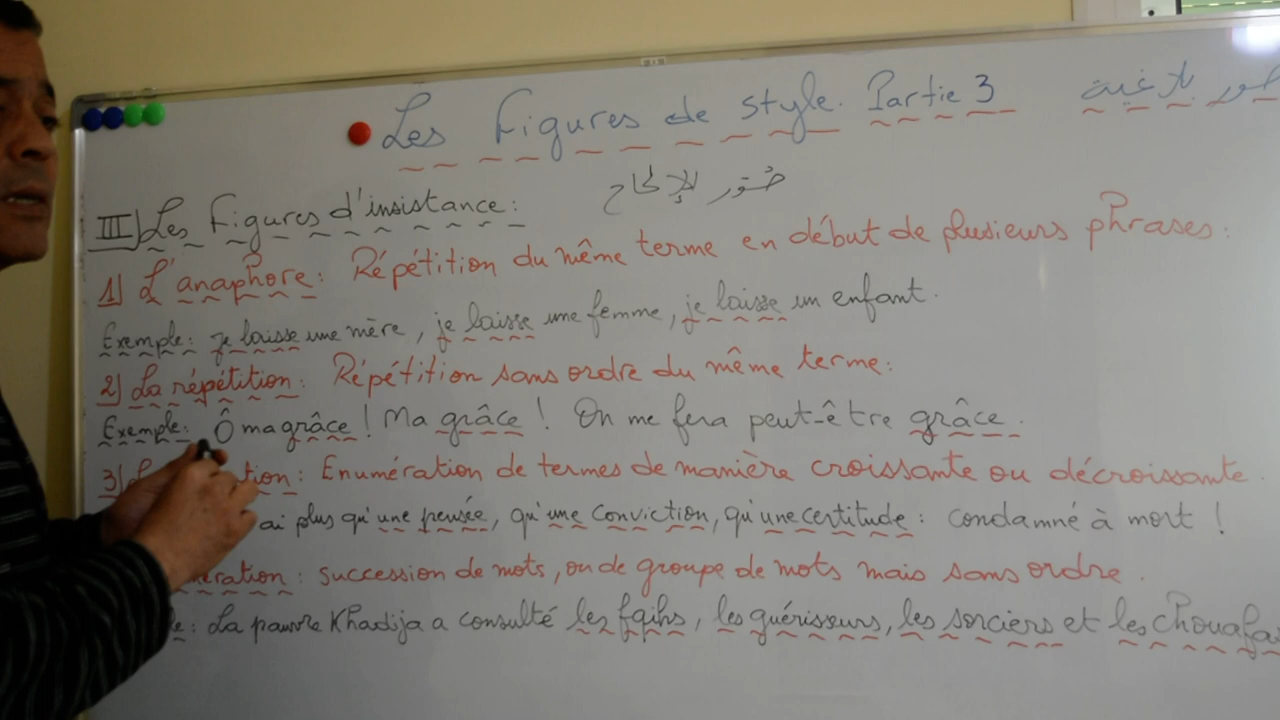 Les Figures de style. Partie 3 صور بلاغية
صُوَر الإلحاح
III) Les Figures d'insistance:
1) L'anaphore: Répétition du même terme en début de plusieurs phrases:
Exemple: je laisse une mère, je laisse une femme, je laisse un enfant.
2) La répétition: Répétition sans ordre du même terme:
Exemple: Ô ma grâce! Ma grâce! On me fera peut-être grâce.
3) tion: Enumération de termes de manière croissante ou décroissante.
ai plus qu'une pensée, qu'une conviction, qu'une certitude: condamné à mort!
ération: succession de mots, ou de groupe de mots mais sans ordre.
e: La pauvre Khadija a consulté les fqihs, les guérisseurs, les sorciers et les chouafa